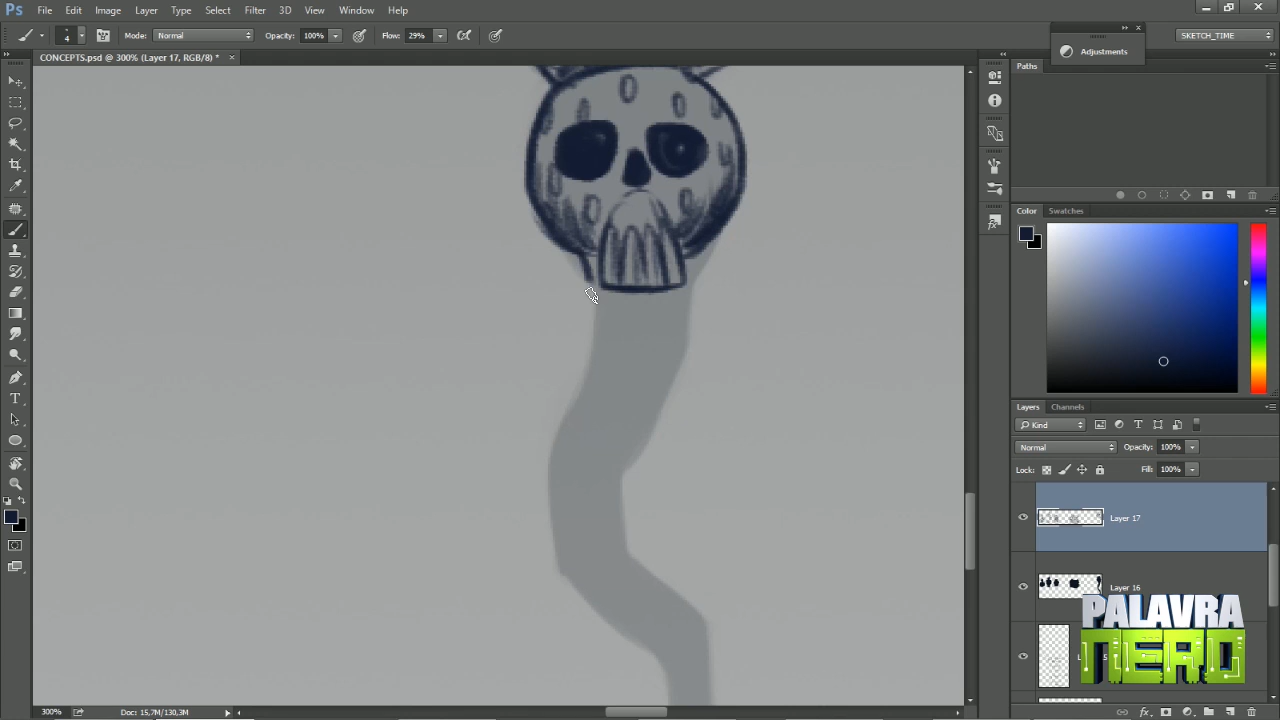 Ps File Edit Image Layer Type Select Filter 3D View Window Help
4 Mode: Normal Opacity: 100% Flow: 29% SKETCH_TIME
CONCEPTS.psd @ 300% (Layer 17, RGB/8) *
Adjustments
Paths
Color Swatches
Layers Channels
Kind
Normal Opacity: 100%
Lock: Fill: 100%
Layer 17
Layer 16
PALAVRA
NERD
300% Doc: 15,7M/130,3M